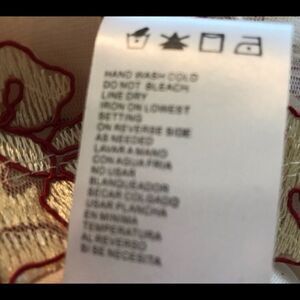 HAND WASH COLD
DO NOT BLEACH
LINE DRY
IRON ON LOWEST
SETTING
ON REVERSE SIDE
AS NEEDED
LAVAR A MANO
CON AGUA FRIA
NO USAR
BLANQUEADOR
SECAR COLGADO
USAR PLANCHA
EN MINIMA
TEMPERATURA
AL REVERSO
SI SE NECESITA